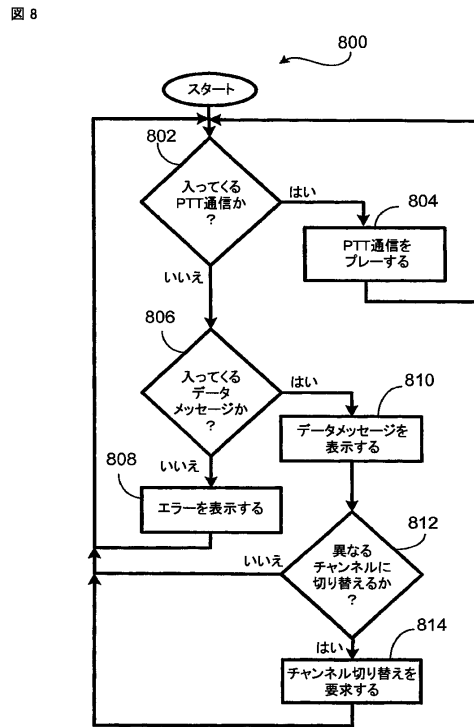 図 8
800
スタート
802
入ってくる
PTT通信か
?
はい
804
PTT通信を
プレーする
いいえ
806
入ってくる
データ
メッセージか
?
はい
810
データメッセージを
表示する
いいえ
808
エラーを表示する
812
異なる
チャンネルに
切り替えるか
?
いいえ
はい
814
チャンネル切り替えを
要求する